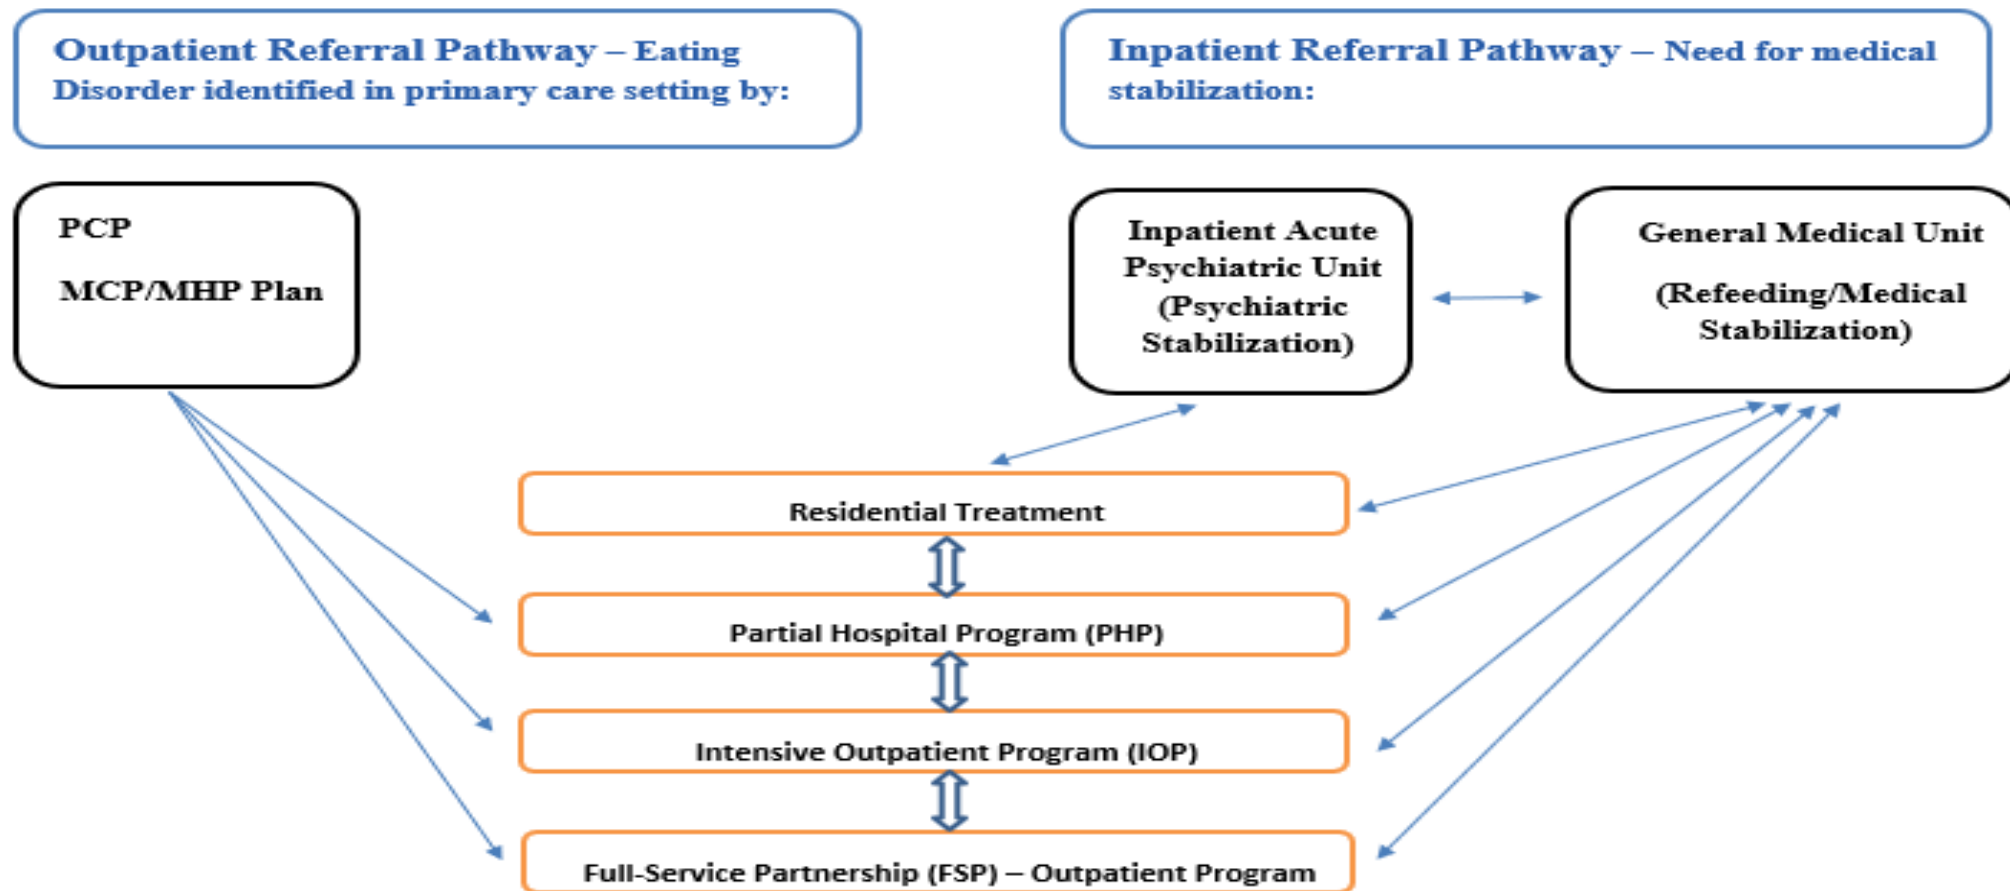 Outpatient Referral Pathway – Eating
Disorder identified in primary care setting by:
Inpatient Referral Pathway – Need for medical
stabilization:
PCP
MCP/MHP Plan
Inpatient Acute
Psychiatric Unit
(Psychiatric
Stabilization)
General Medical Unit
(Refeeding/Medical
Stabilization)
Residential Treatment
Partial Hospital Program (PHP)
Intensive Outpatient Program (IOP)
Full-Service Partnership (FSP) – Outpatient Program